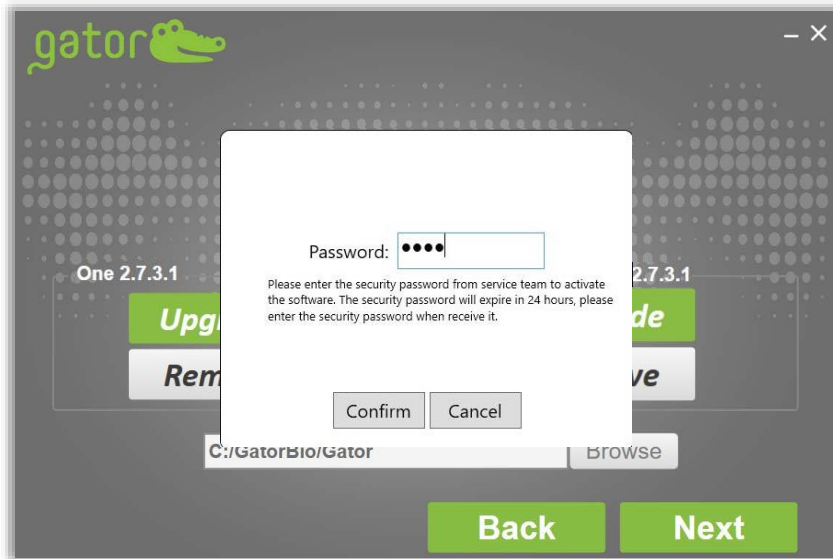 gator
Password: ••••
One 2.7.3.1
2.7.3.1
Please enter the security password from service team to activate
the software. The security password will expire in 24 hours, please
enter the security password when receive it.
Upg
de
Rem
ve
Confirm Cancel
C:/GatorBio/Gator
Browse
Back Next